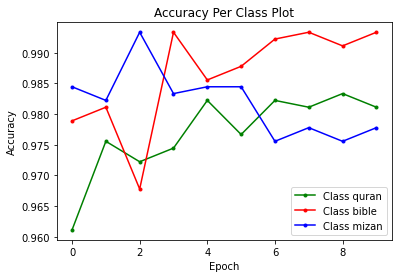 Accuracy Per Class Plot
Accuracy
0.990
0.985
0.980
0.975
0.970
0.965
0.960
0 2 4 6 8
Epoch
Class quran
Class bible
Class mizan